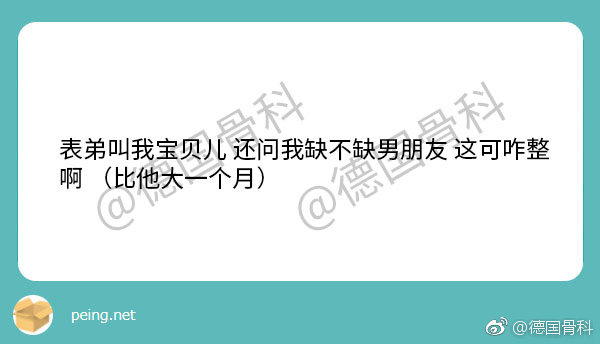 表弟叫我宝贝儿 还问我缺不缺男朋友 这可咋整
啊 （比他大一个月）
@德国骨科
@德国骨科
peing.net
@德国骨科